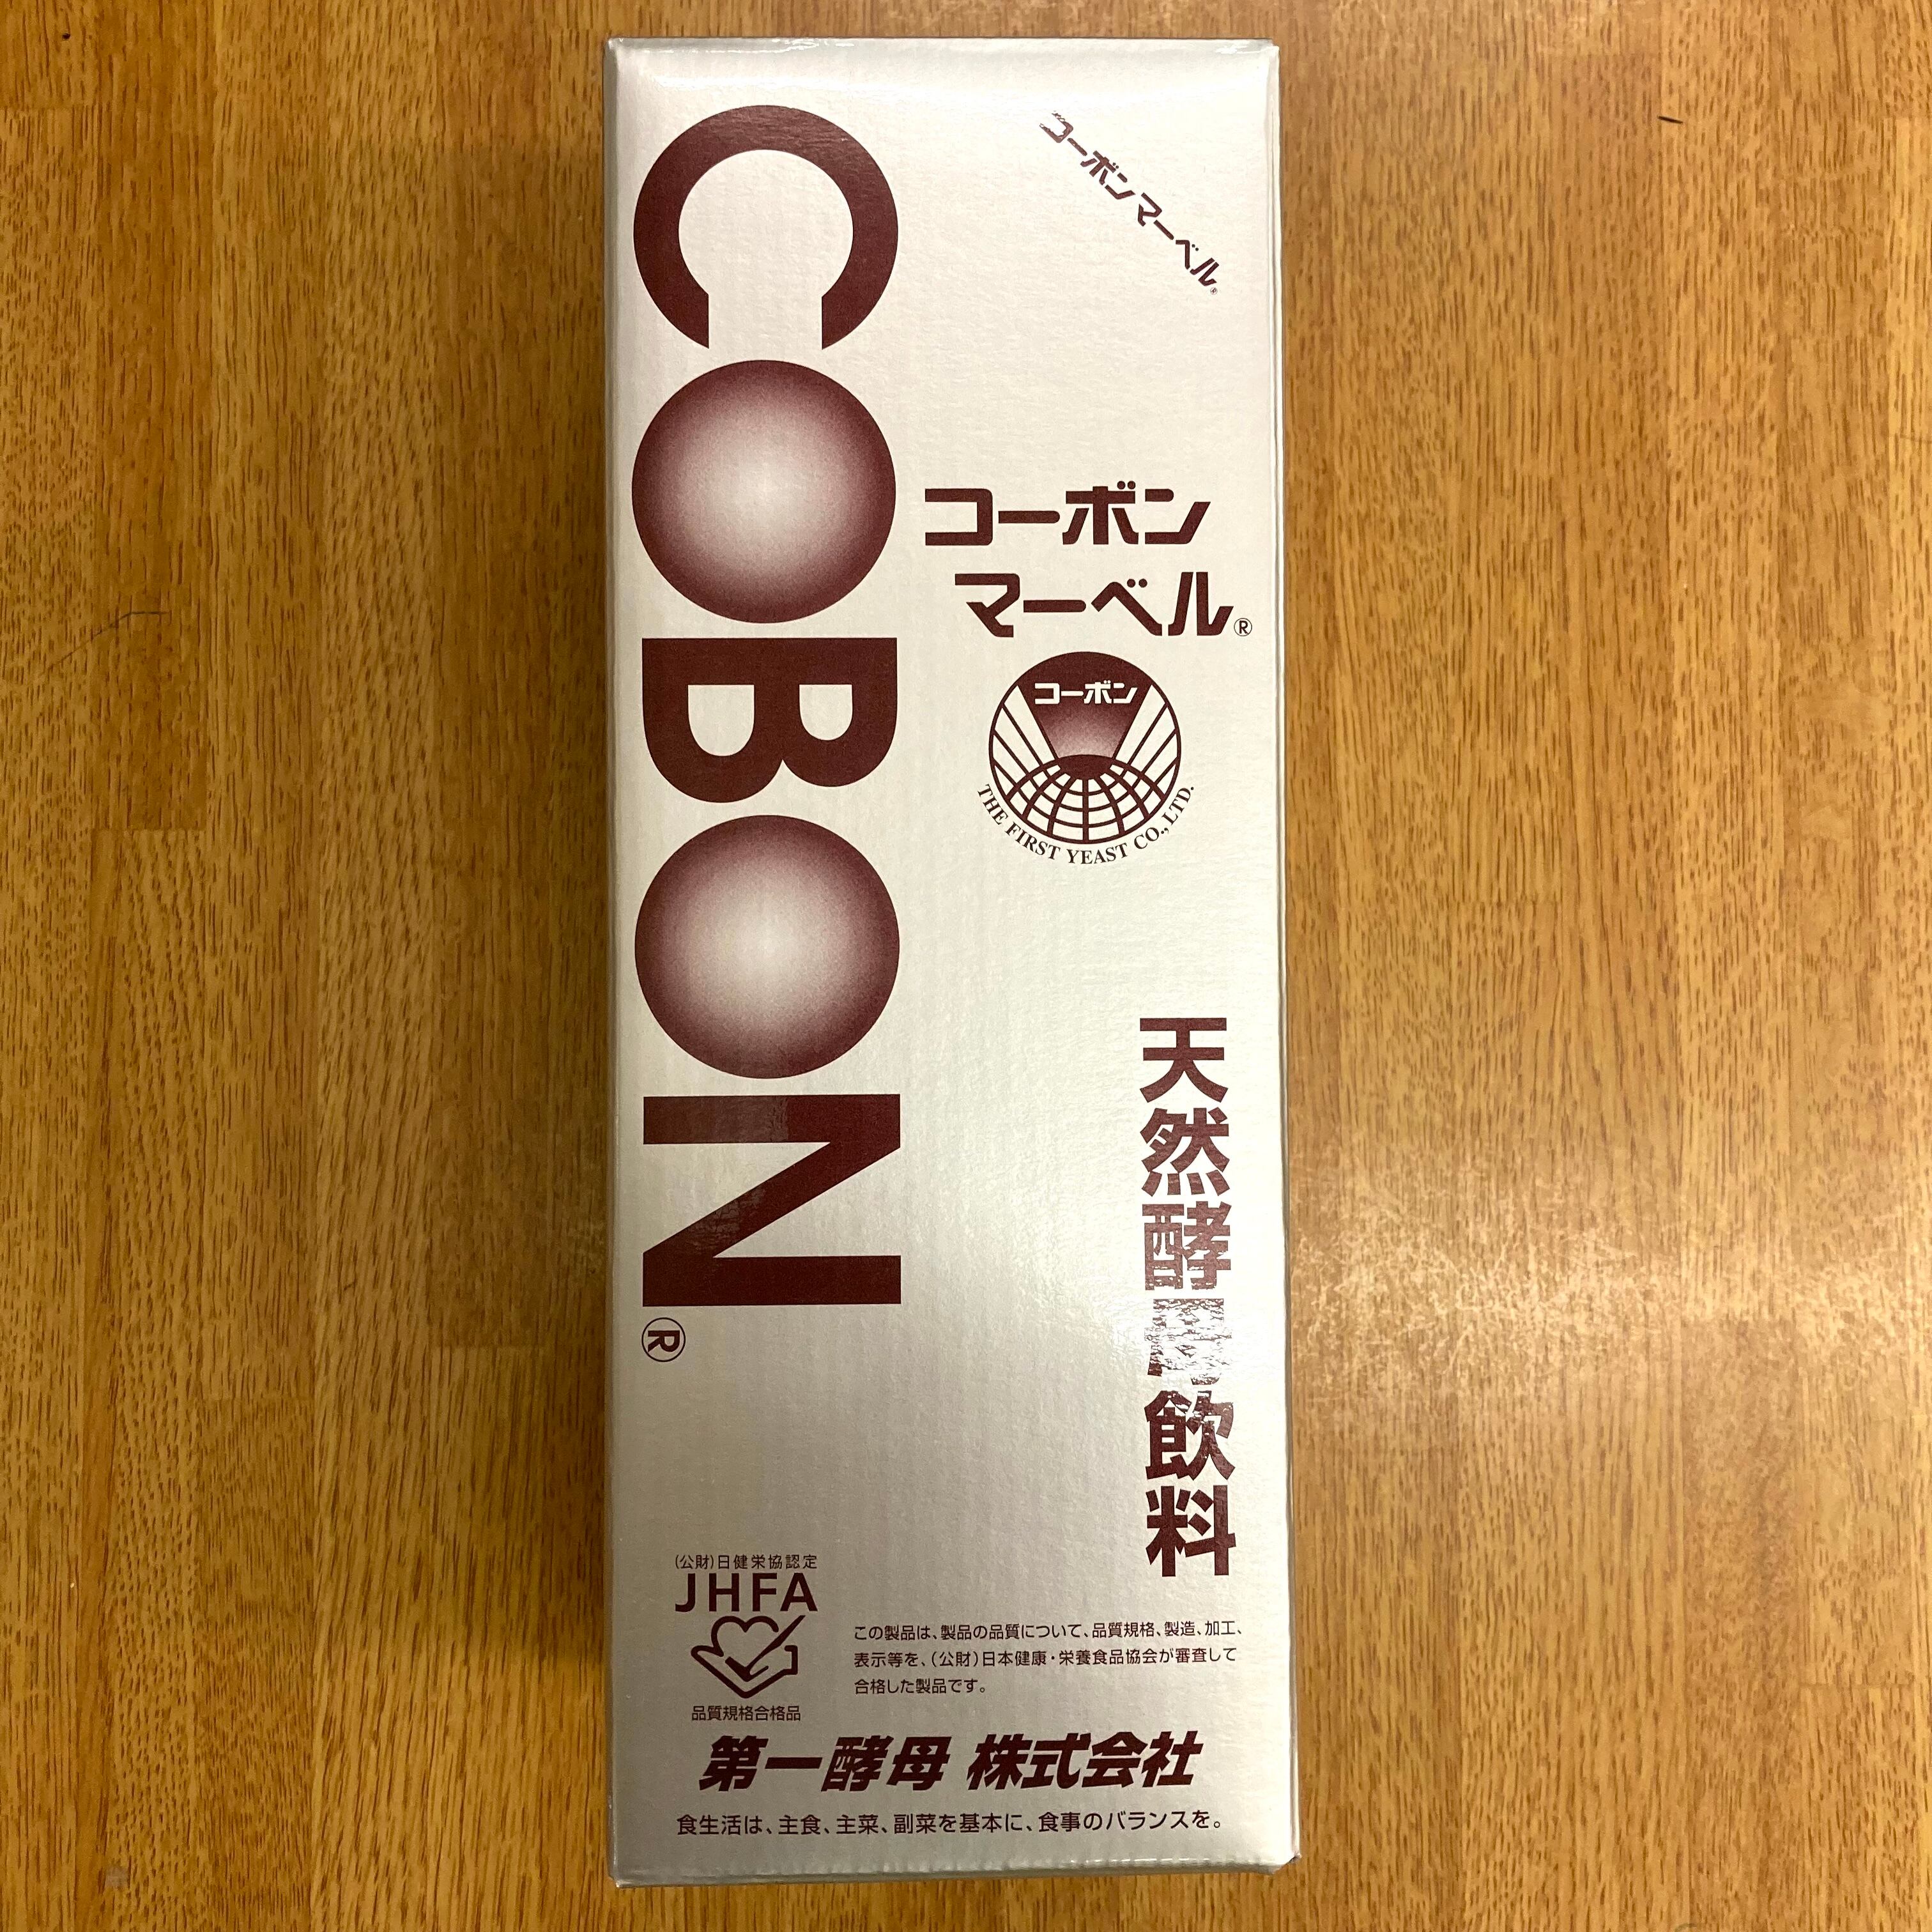 コーボンマーベル®
COBON®
コーボン
マーベル®
コーボン
THE FIRST YEAST CO., LTD.
天然酵母飲料
(公財)日健栄協認定
JHFA
品質規格合格品
この製品は、製品の品質について、品質規格、製造、加工、
表示等を、(公財)日本健康・栄養食品協会が審査して
合格した製品です。
第一酵母 株式会社
食生活は、主食、主菜、副菜を基本に、食事のバランスを。